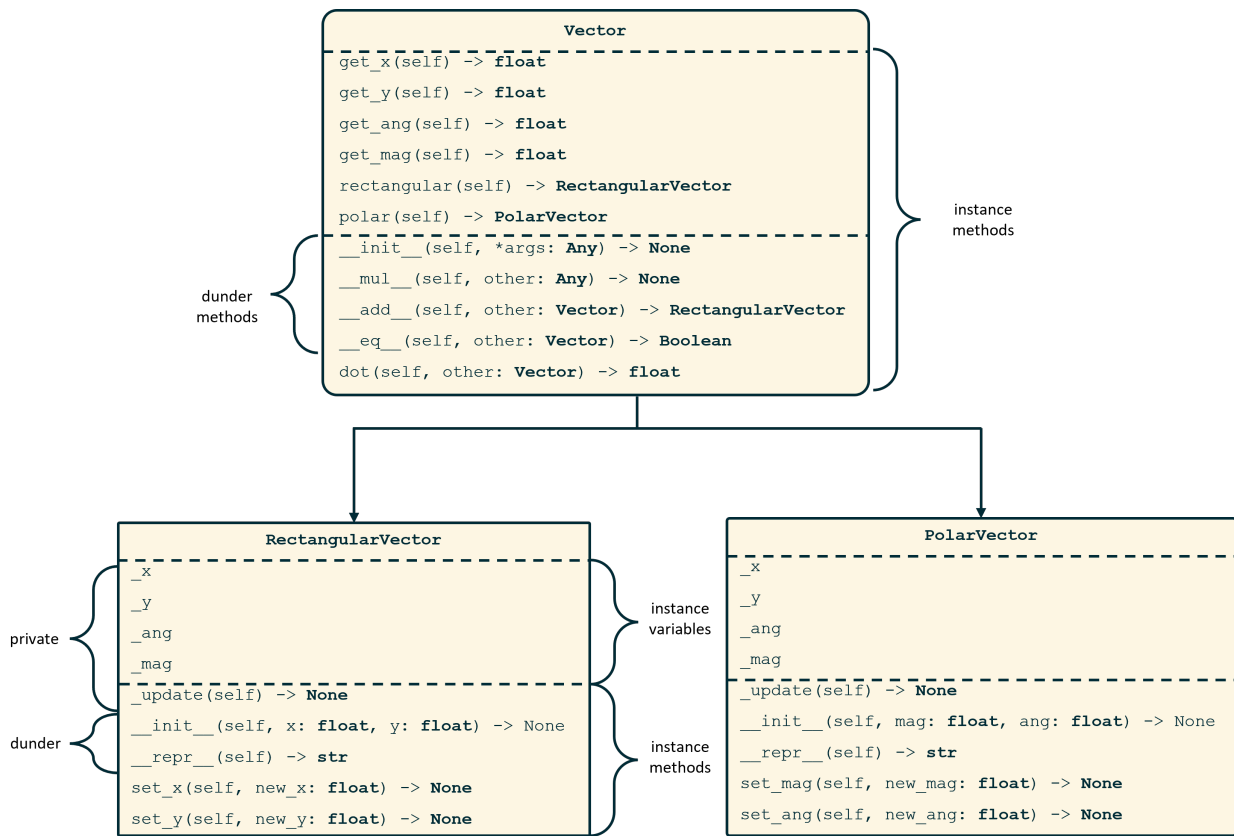 Vector
get_x(self) -> float
get_y(self) -> float
get_ang(self) -> float
get_mag(self) -> float
rectangular(self) -> RectangularVector
polar(self) -> PolarVector
__init__(self, *args: Any) -> None
__mul__(self, other: Any) -> None
__add__(self, other: Vector) -> RectangularVector
__eq__(self, other: Vector) -> Boolean
dot(self, other: Vector) -> float
instance
methods
dunder
methods
RectangularVector
_x
_y
_ang
_mag
_update(self) -> None
__init__(self, x: float, y: float) -> None
__repr__(self) -> str
set_x(self, new_x: float) -> None
set_y(self, new_y: float) -> None
private
dunder
instance
variables
instance
methods
PolarVector
_x
_y
_ang
_mag
_update(self) -> None
__init__(self, mag: float, ang: float) -> None
__repr__(self) -> str
set_mag(self, new_mag: float) -> None
set_ang(self, new_ang: float) -> None